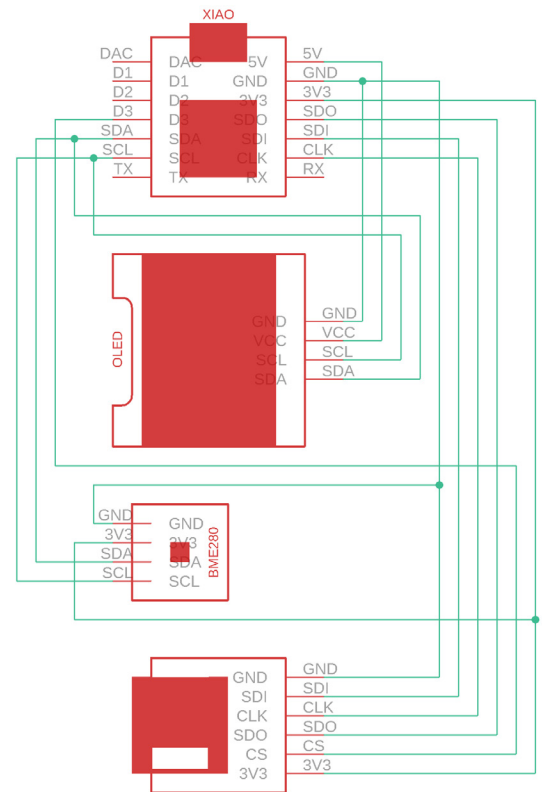 XIAO
DAC DAC 5V 5V
D1 D1 GND GND
D2 D2 3V3 3V3
D3 D3 SDO SDO
SDA SDA SDI SDI
SCL SCL CLK CLK
TX TX RX RX
OLED
GND GND
VCC VCC
SCL SCL
SDA SDA
BME280
GND GND
3V3 3V3
SDA SDA
SCL SCL
GND GND
SDI SDI
CLK CLK
SDO SDO
CS CS
3V3 3V3